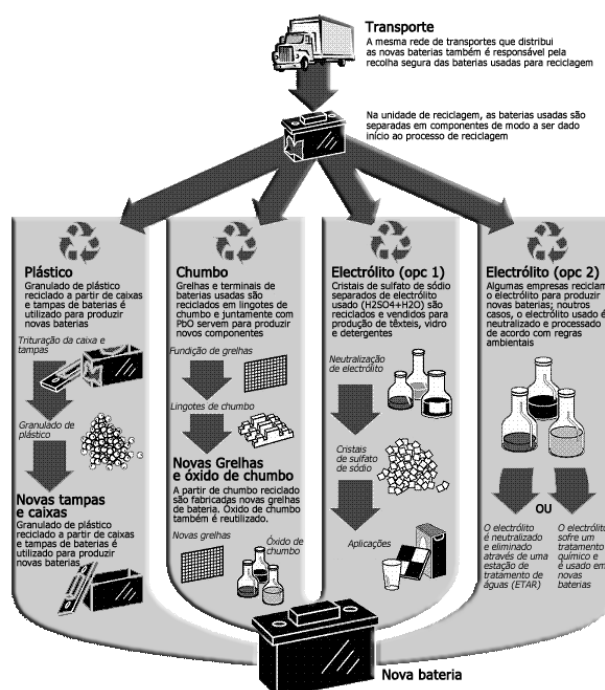 Transporte
A mesma rede de transportes que distribui
as novas baterias também é responsável pela
recolha segura das baterias usadas para reciclagem
Na unidade de reciclagem, as baterias usadas são
separadas em componentes de modo a ser dado
início ao processo de reciclagem
Plástico
Granulado de plástico
reciclado a partir de caixas
e tampas de baterias é
utilizado para produzir
novas baterias
Trituração da caixa e
tampas
Granulado de
plástico
Novas tampas
e caixas
Granulado de plástico
reciclado a partir de caixas
e tampas de baterias é
utilizado para produzir
novas baterias
Chumbo
Grelhas e terminais de
baterias usadas são
reciclados em lingotes de
chumbo e juntamente com
PbO servem para produzir
novos componentes
Fundição de grelhas
Lingotes de chumbo
Novas Grelhas
e óxido de chumbo
A partir de chumbo reciclado
são fabricadas novas grelhas
de bateria. Óxido de chumbo
também é reutilizado.
Novas grelhas
Óxido de
chumbo
Electrólito (opc 1)
Cristais de sulfato de sódio
separados de electrólito
usado (H2SO4+H2O) são
reciclados e vendidos para
produção de têxteis, vidro
e detergentes
Neutralização
de electrólito
Cristais
de sulfato
de sódio
Aplicações
Electrólito (opc 2)
Algumas empresas reciclam
o electrólito para produzir
novas baterias; noutros
casos, o electrólito usado é
neutralizado e processado
de acordo com regras
ambientais
OU
O electrólito
é neutralizado
e eliminado
através de uma
estação de
tratamento de
águas (ETAR)
O electrólito
sofre um
tratamento
químico e
é usado em
novas
baterias
Nova bateria